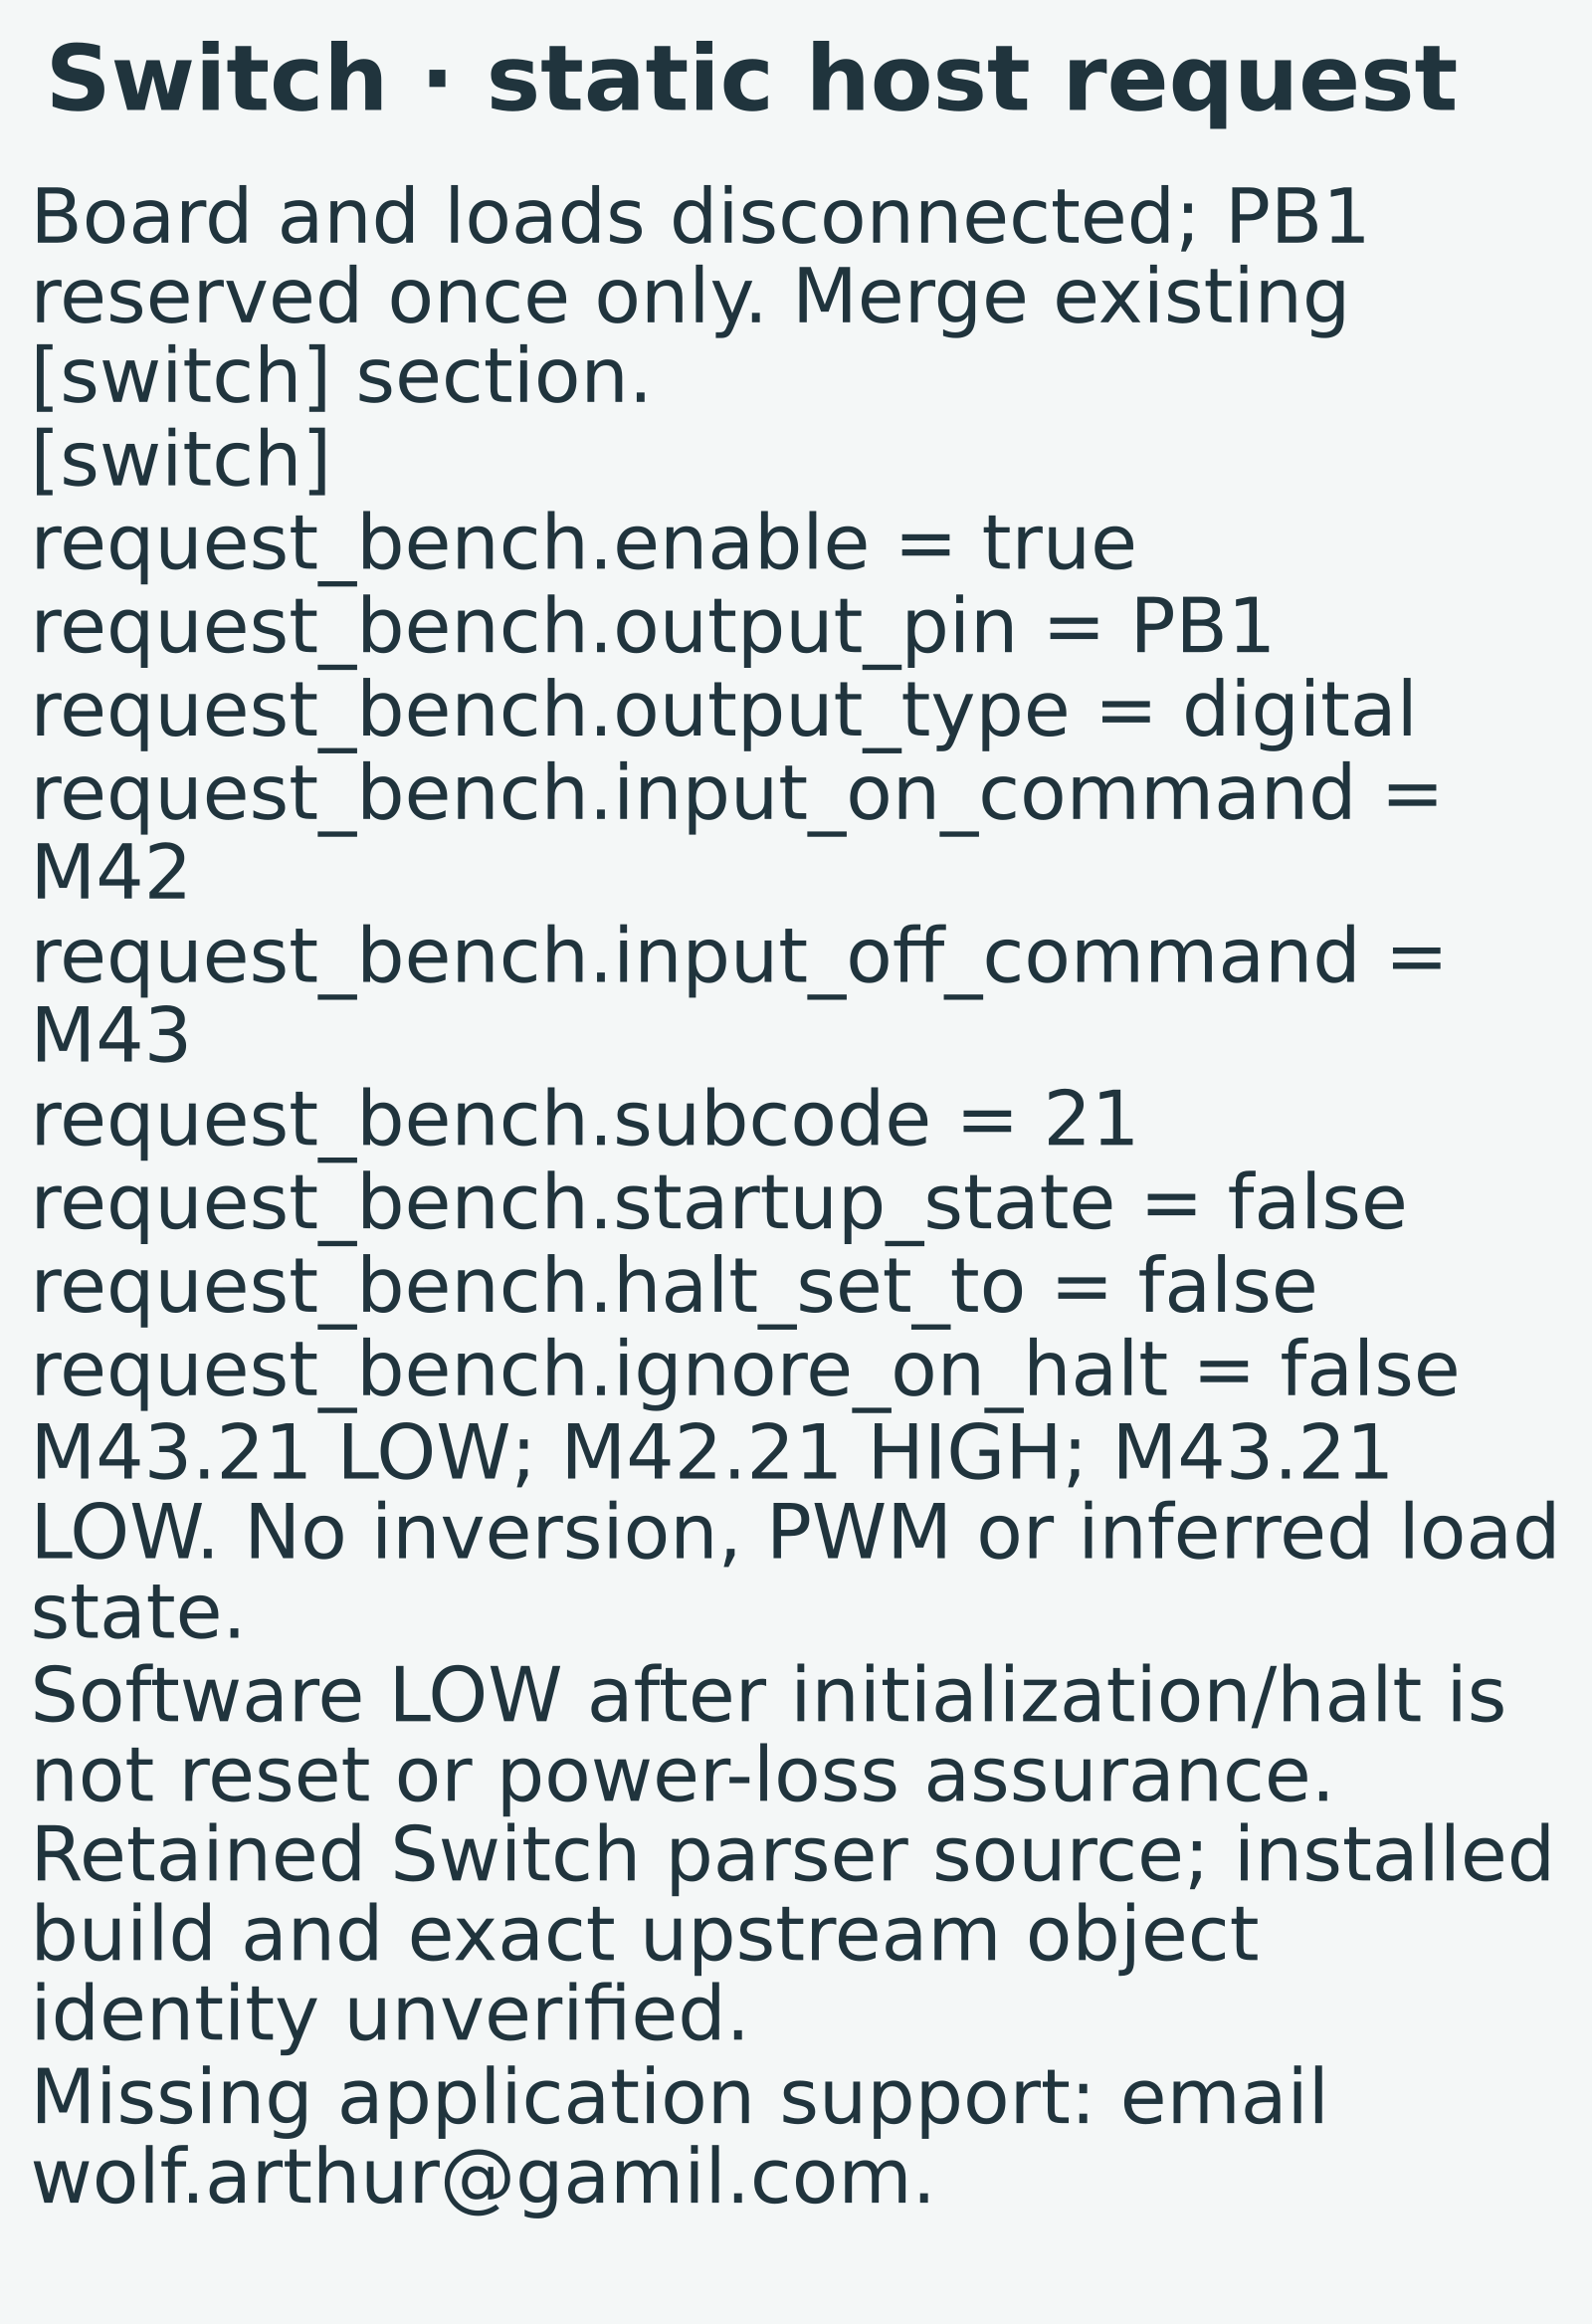 Switch · static host request
Board and loads disconnected; PB1
reserved once only. Merge existing
[switch] section.
[switch]
request_bench.enable = true
request_bench.output_pin = PB1
request_bench.output_type = digital
request_bench.input_on_command =
M42
request_bench.input_off_command =
M43
request_bench.subcode = 21
request_bench.startup_state = false
request_bench.halt_set_to = false
request_bench.ignore_on_halt = false
M43.21 LOW; M42.21 HIGH; M43.21
LOW. No inversion, PWM or inferred load
state.
Software LOW after initialization/halt is
not reset or power-loss assurance.
Retained Switch parser source; installed
build and exact upstream object
identity unverified.
Missing application support: email
wolf.arthur@gamil.com.